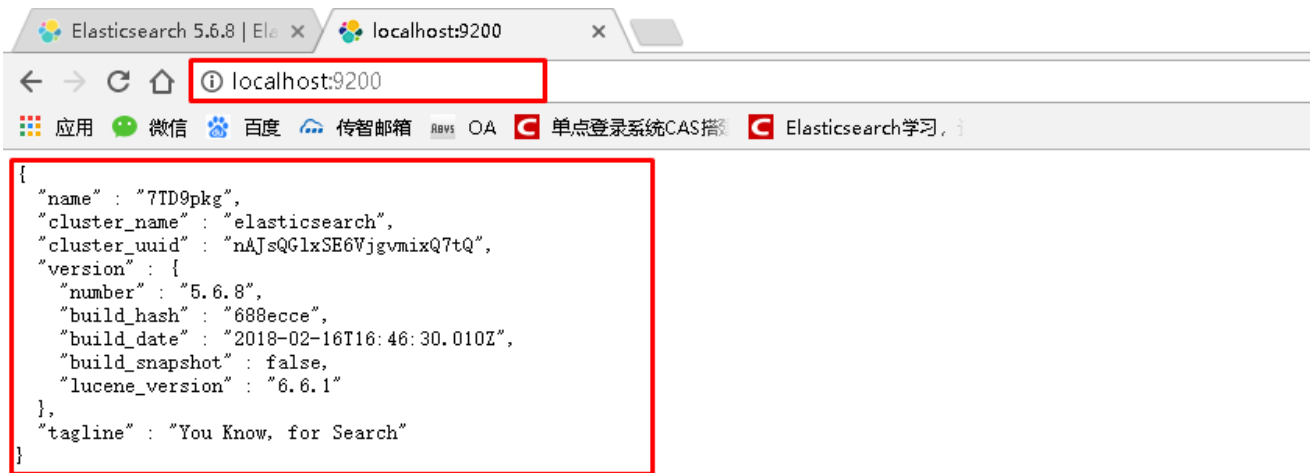 Elasticsearch 5.6.8 | Ela
localhost:9200
localhost:9200
应用 微信 百度 传智邮箱 OA 单点登录系统CAS搭 Elasticsearch学习,
{
"name" : "7TD9pkg",
"cluster_name" : "elasticsearch",
"cluster_uuid" : "nAJsQGlxSE6VjgvmixQ7tQ",
"version" : {
"number" : "5.6.8",
"build_hash" : "688ecce",
"build_date" : "2018-02-16T16:46:30.010Z",
"build_snapshot" : false,
"lucene_version" : "6.6.1"
},
"tagline" : "You Know, for Search"
}